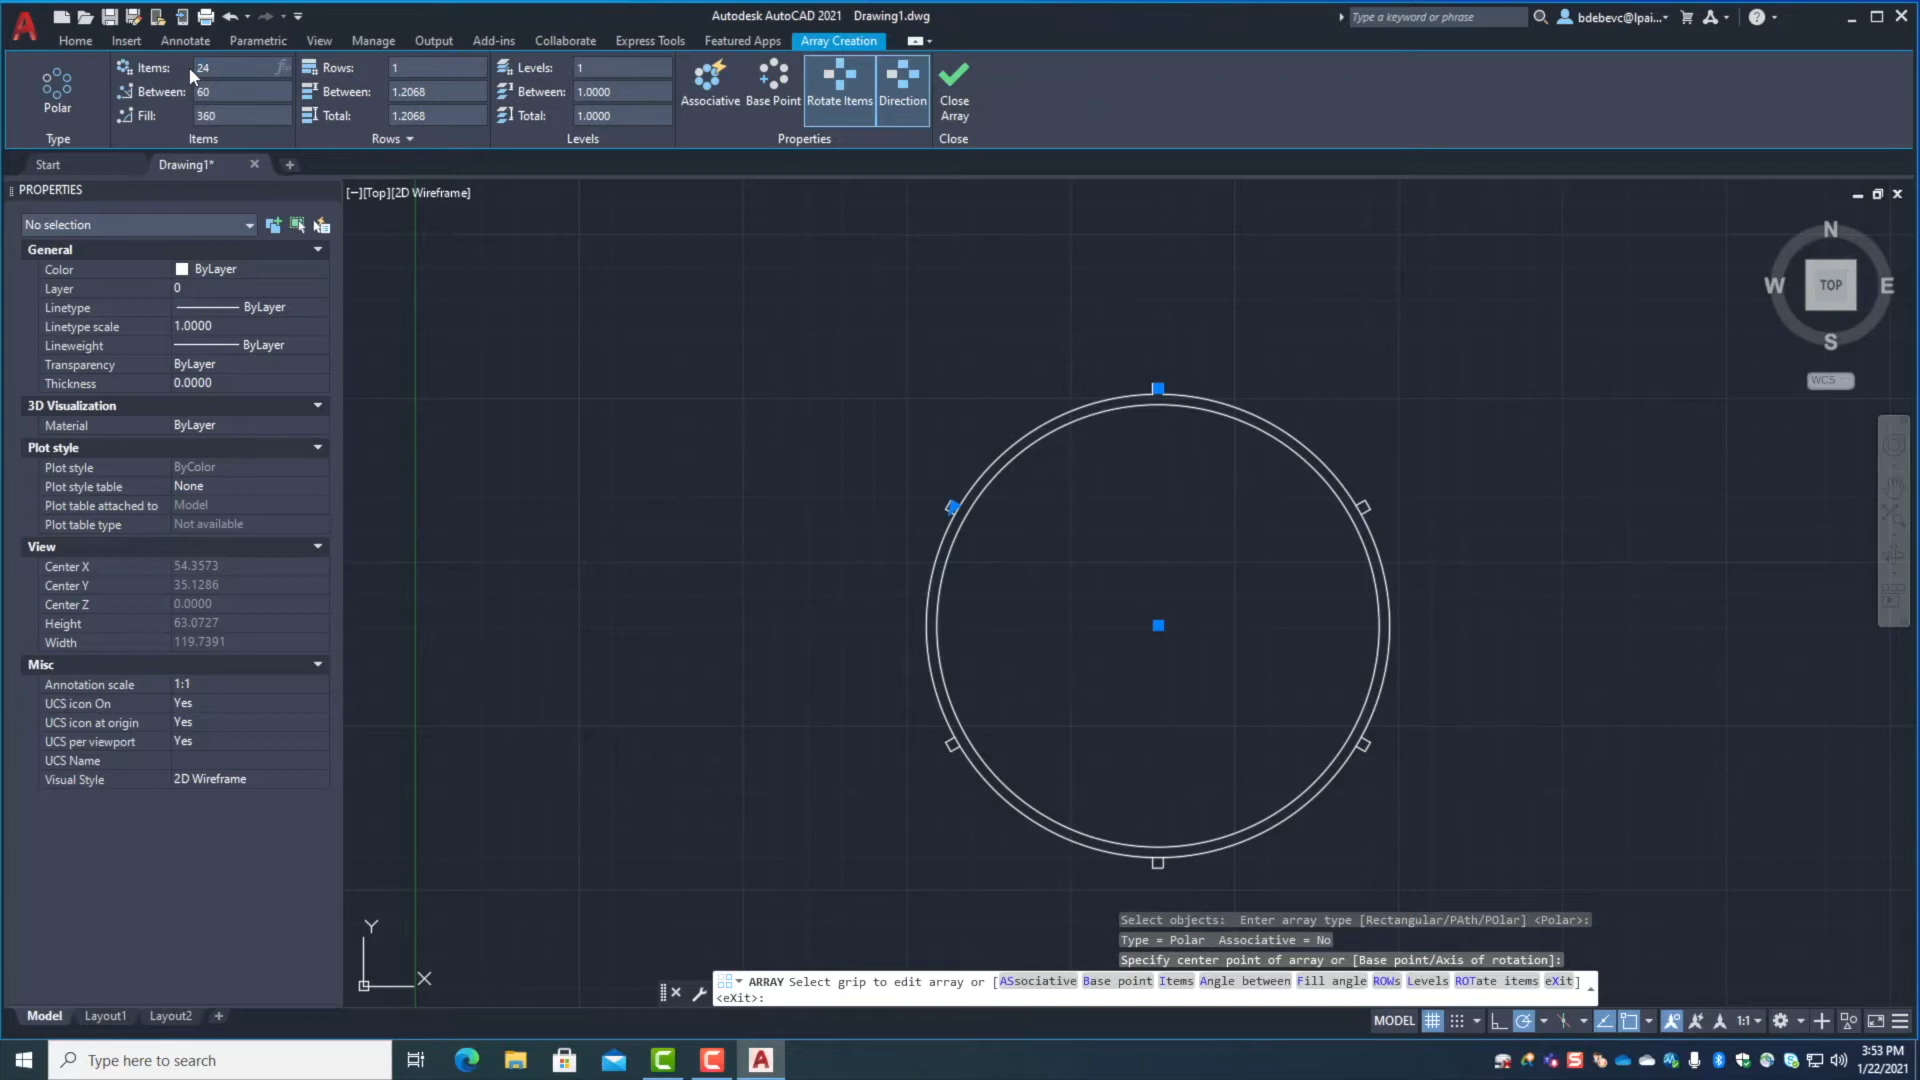 Autodesk AutoCAD 2021 Drawing1.dwg
Type a keyword or phrase
bdebevc@lpai...
Home Insert Annotate Parametric View Manage Output Add-ins Collaborate Express Tools Featured Apps Array Creation
Items: 24 Rows: 1 Levels: 1
Between: 60 Between: 1.2068 Between: 1.0000
Fill: 360 Total: 1.2068 Total: 1.0000
Polar
Associative Base Point Rotate Items Direction Close Array
Type Items Rows Levels Properties Close
Start Drawing1*
PROPERTIES
[−][Top][2D Wireframe]
No selection
General
Color ByLayer
Layer 0
Linetype ByLayer
Linetype scale 1.0000
Lineweight ByLayer
Transparency ByLayer
Thickness 0.0000
3D Visualization
Material ByLayer
Plot style
Plot style ByColor
Plot style table None
Plot table attached to Model
Plot table type Not available
View
Center X 54.3573
Center Y 35.1286
Center Z 0.0000
Height 63.0727
Width 119.7391
Misc
Annotation scale 1:1
UCS icon On Yes
UCS icon at origin Yes
UCS per viewport Yes
UCS Name
Visual Style 2D Wireframe
N
W TOP E
S
WCS
Y
X
Select objects: Enter array type [Rectangular/PAth/POlar] <Polar>:
Type = Polar Associative = No
Specify center point of array or [Base point/Axis of rotation]:
ARRAY Select grip to edit array or [ASsociative Base point Items Angle between Fill angle ROWs Levels ROTate items eXit]
<eXit>:
Model Layout1 Layout2
MODEL 1:1
Type here to search
3:53 PM
1/22/2021